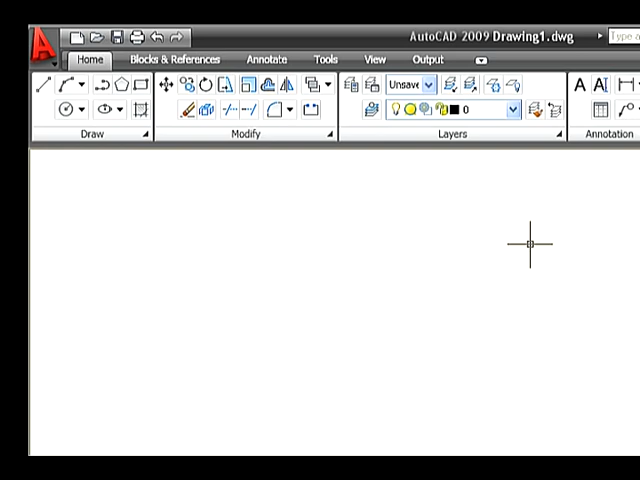 AutoCAD 2009 Drawing1.dwg
Type a
Home Blocks & References Annotate Tools View Output
Unsave
A A
0
Draw Modify Layers Annotation